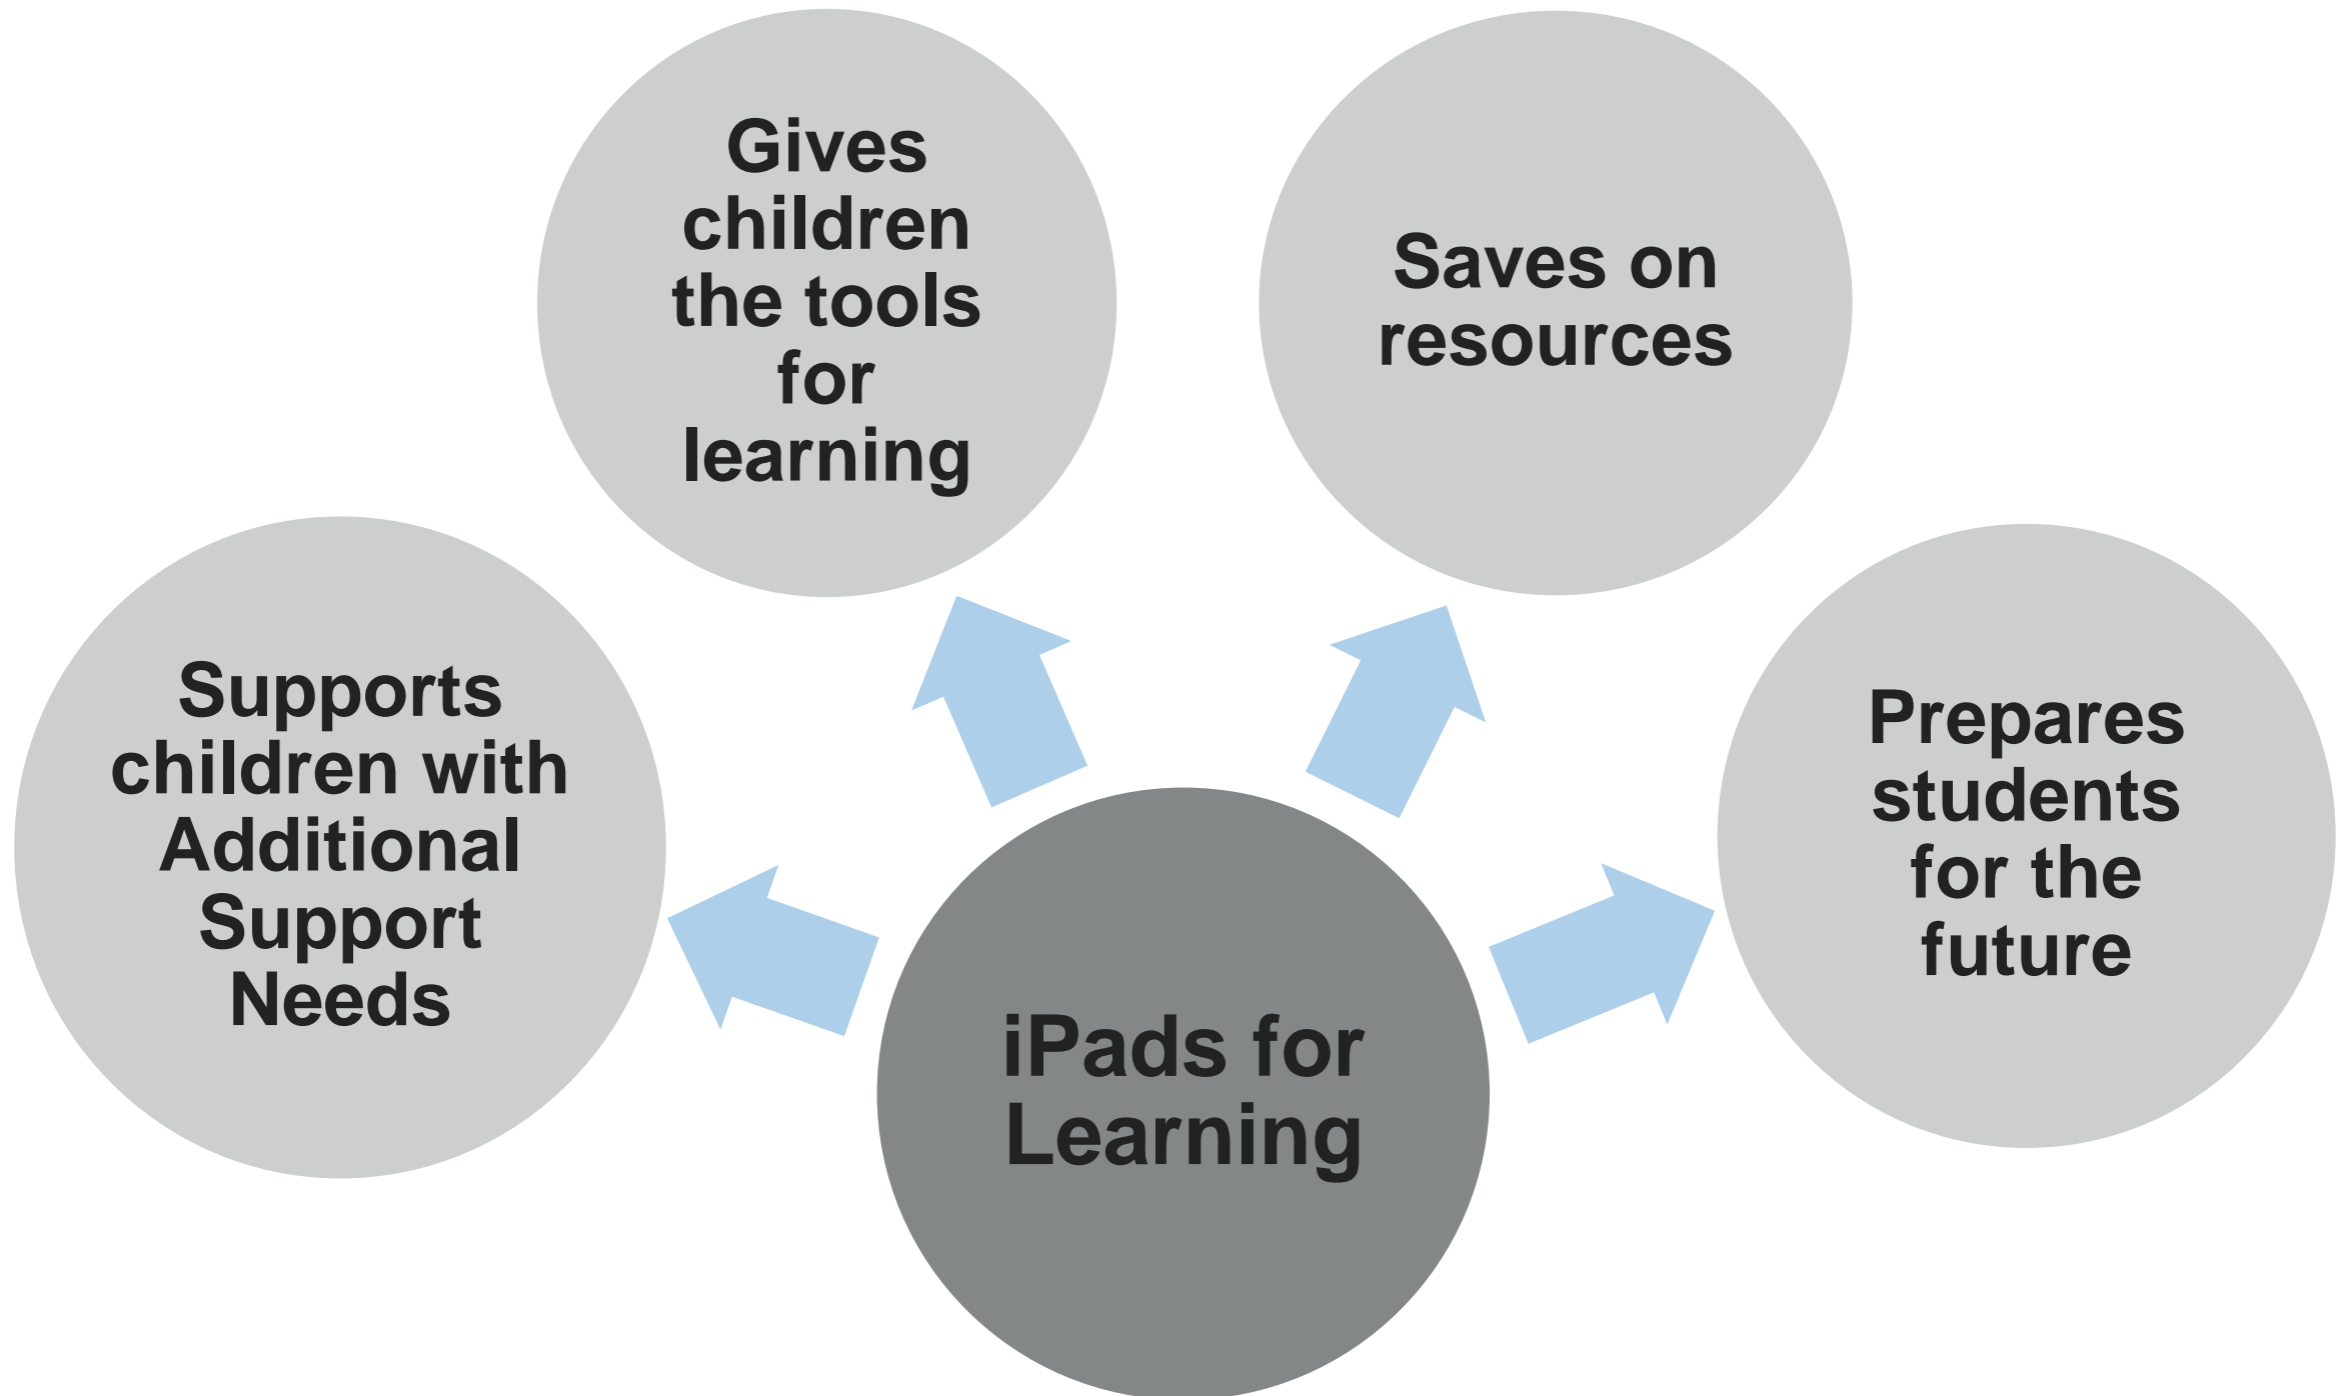 Gives
children
the tools
for
learning
Saves on
resources
Supports
children with
Additional
Support
Needs
Prepares
students
for the
future
iPads for
Learning